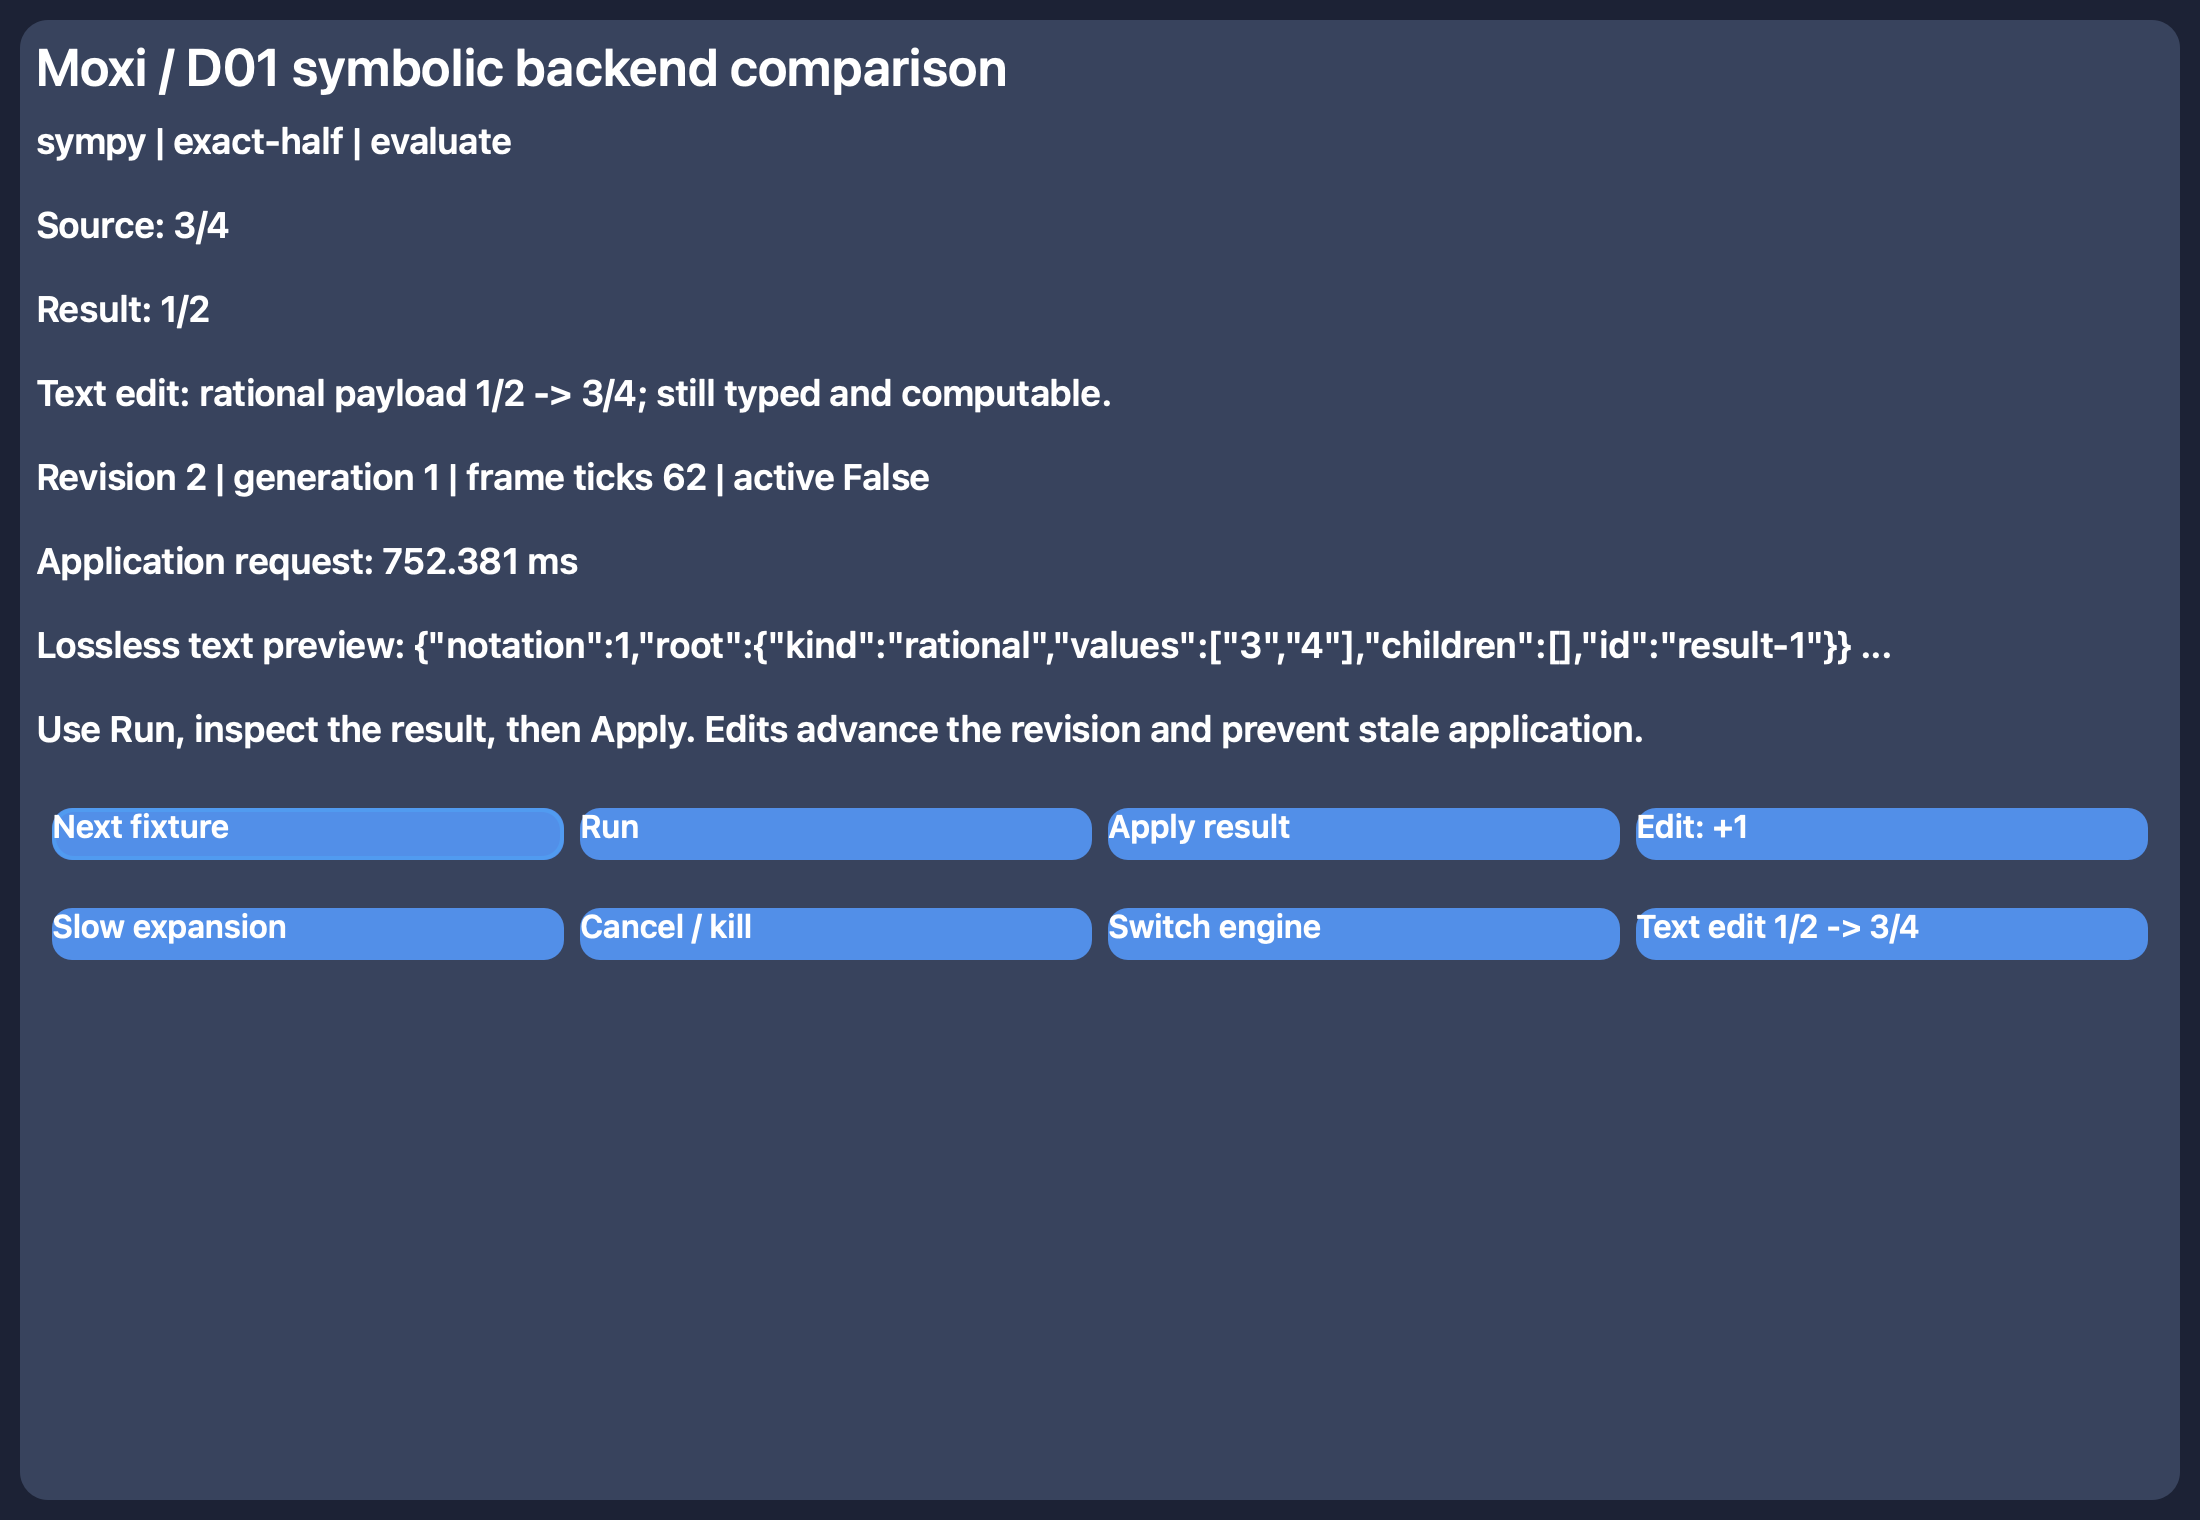 Moxi / D01 symbolic backend comparison
sympy | exact-half | evaluate
Source: 3/4
Result: 1/2
Text edit: rational payload 1/2 -> 3/4; still typed and computable.
Revision 2 | generation 1 | frame ticks 62 | active False
Application request: 752.381 ms
Lossless text preview: {"notation":1,"root":{"kind":"rational","values":["3","4"],"children":[],"id":"result-1"}} ...
Use Run, inspect the result, then Apply. Edits advance the revision and prevent stale application.
Next fixture
Run
Apply result
Edit: +1
Slow expansion
Cancel / kill
Switch engine
Text edit 1/2 -> 3/4